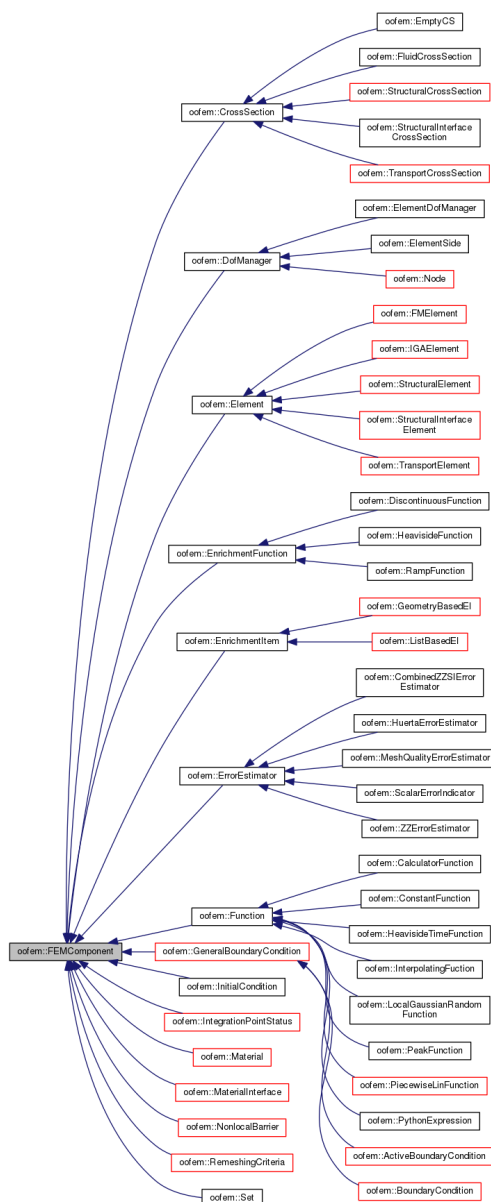 oofem::EmptyCS
oofem::FluidCrossSection
oofem::StructuralCrossSection
oofem::CrossSection
oofem::StructuralInterface
CrossSection
oofem::TransportCrossSection
oofem::ElementDofManager
oofem::ElementSide
oofem::DofManager
oofem::Node
oofem::FMElement
oofem::IGAElement
oofem::StructuralElement
oofem::Element
oofem::StructuralInterface
Element
oofem::TransportElement
oofem::DiscontinuousFunction
oofem::HeavisideFunction
oofem::EnrichmentFunction
oofem::RampFunction
oofem::GeometryBasedEI
oofem::EnrichmentItem
oofem::ListBasedEI
oofem::CombinedZZSIError
Estimator
oofem::HuertaErrorEstimator
oofem::MeshQualityErrorEstimator
oofem::ErrorEstimator
oofem::ScalarErrorIndicator
oofem::ZZErrorEstimator
oofem::CalculatorFunction
oofem::ConstantFunction
oofem::Function
oofem::HeavisideTimeFunction
oofem::FEMComponent
oofem::GeneralBoundaryCondition
oofem::InterpolatingFuction
oofem::InitialCondition
oofem::LocalGaussianRandom
Function
oofem::IntegrationPointStatus
oofem::PeakFunction
oofem::Material
oofem::PiecewiseLinFunction
oofem::MaterialInterface
oofem::PythonExpression
oofem::NonlocalBarrier
oofem::ActiveBoundaryCondition
oofem::RemeshingCriteria
oofem::BoundaryCondition
oofem::Set